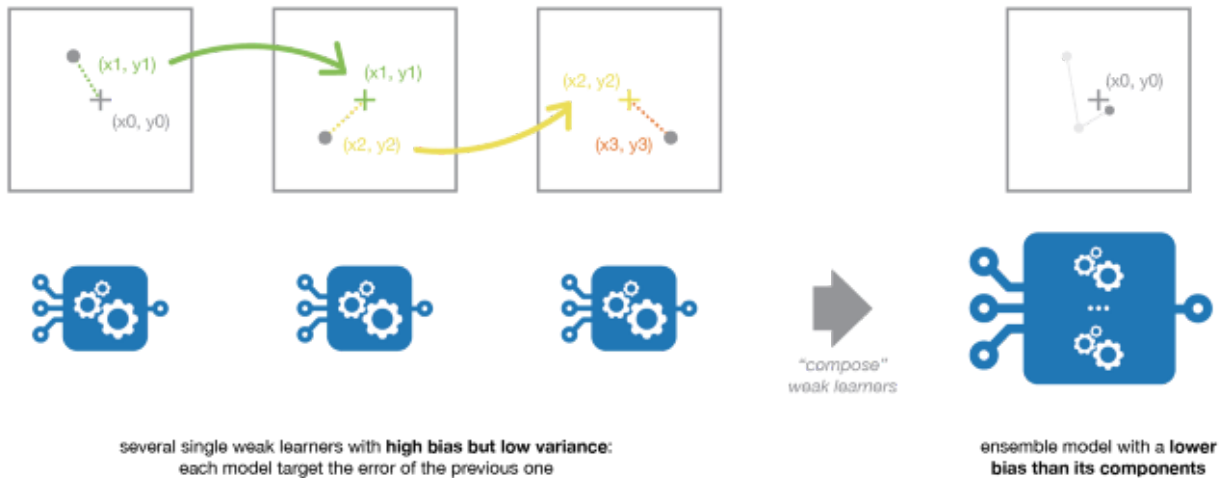 (x1, y1)
(x0, y0)
(x1, y1)
(x2, y2)
(x2, y2)
(x3, y3)
(x0, y0)
"compose"
weak learners
several single weak learners with high bias but low variance:
each model target the error of the previous one
ensemble model with a lower
bias than its components